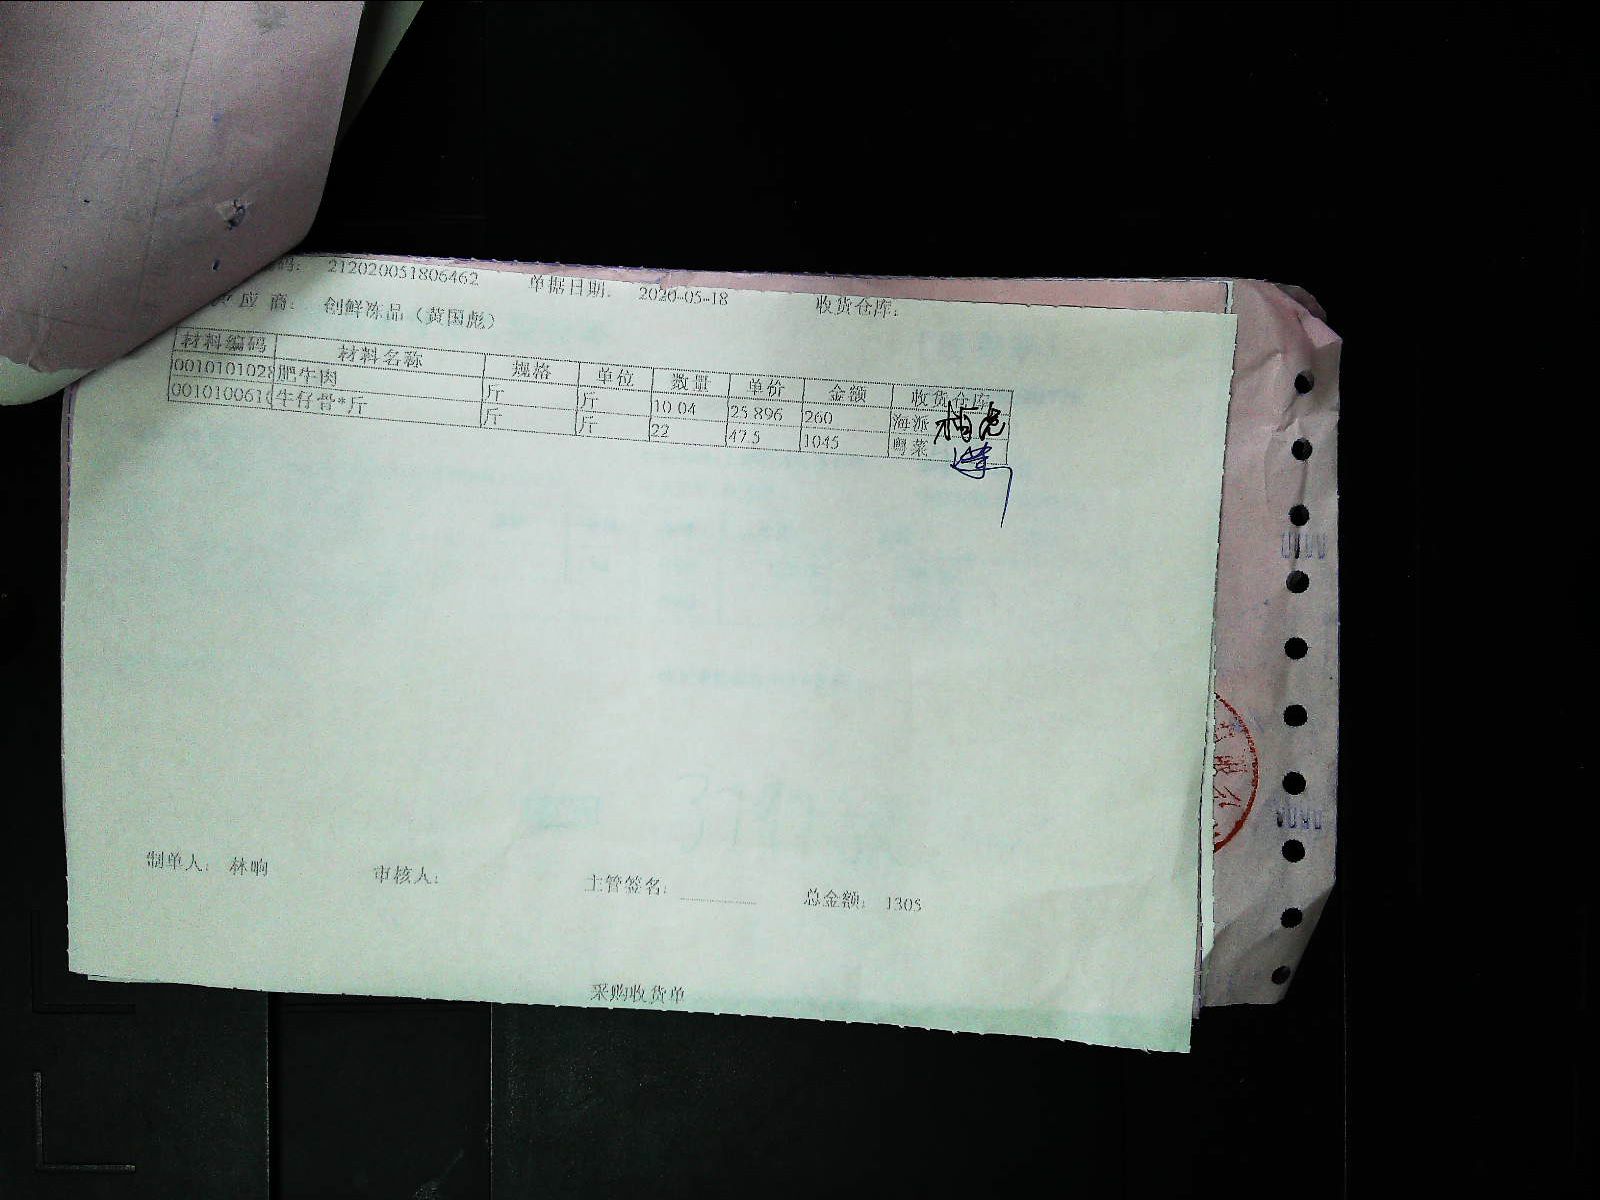 码： 212020051806462 单据日期. 2020-05-18 收货仓库：
应 商： 创鲜冻品（黄国彪）
材料编码 材料名称 规格 单位 数量 单价 金额 收货仓库
0010101028 肥牛肉 斤 斤 10 04 25 896 260 海派
001010061 牛仔骨*斤 斤 斤 22 47.5 1045 粤菜
制单人： 林响 审核人： 主管签名： 总金额： 1305
采购收货单